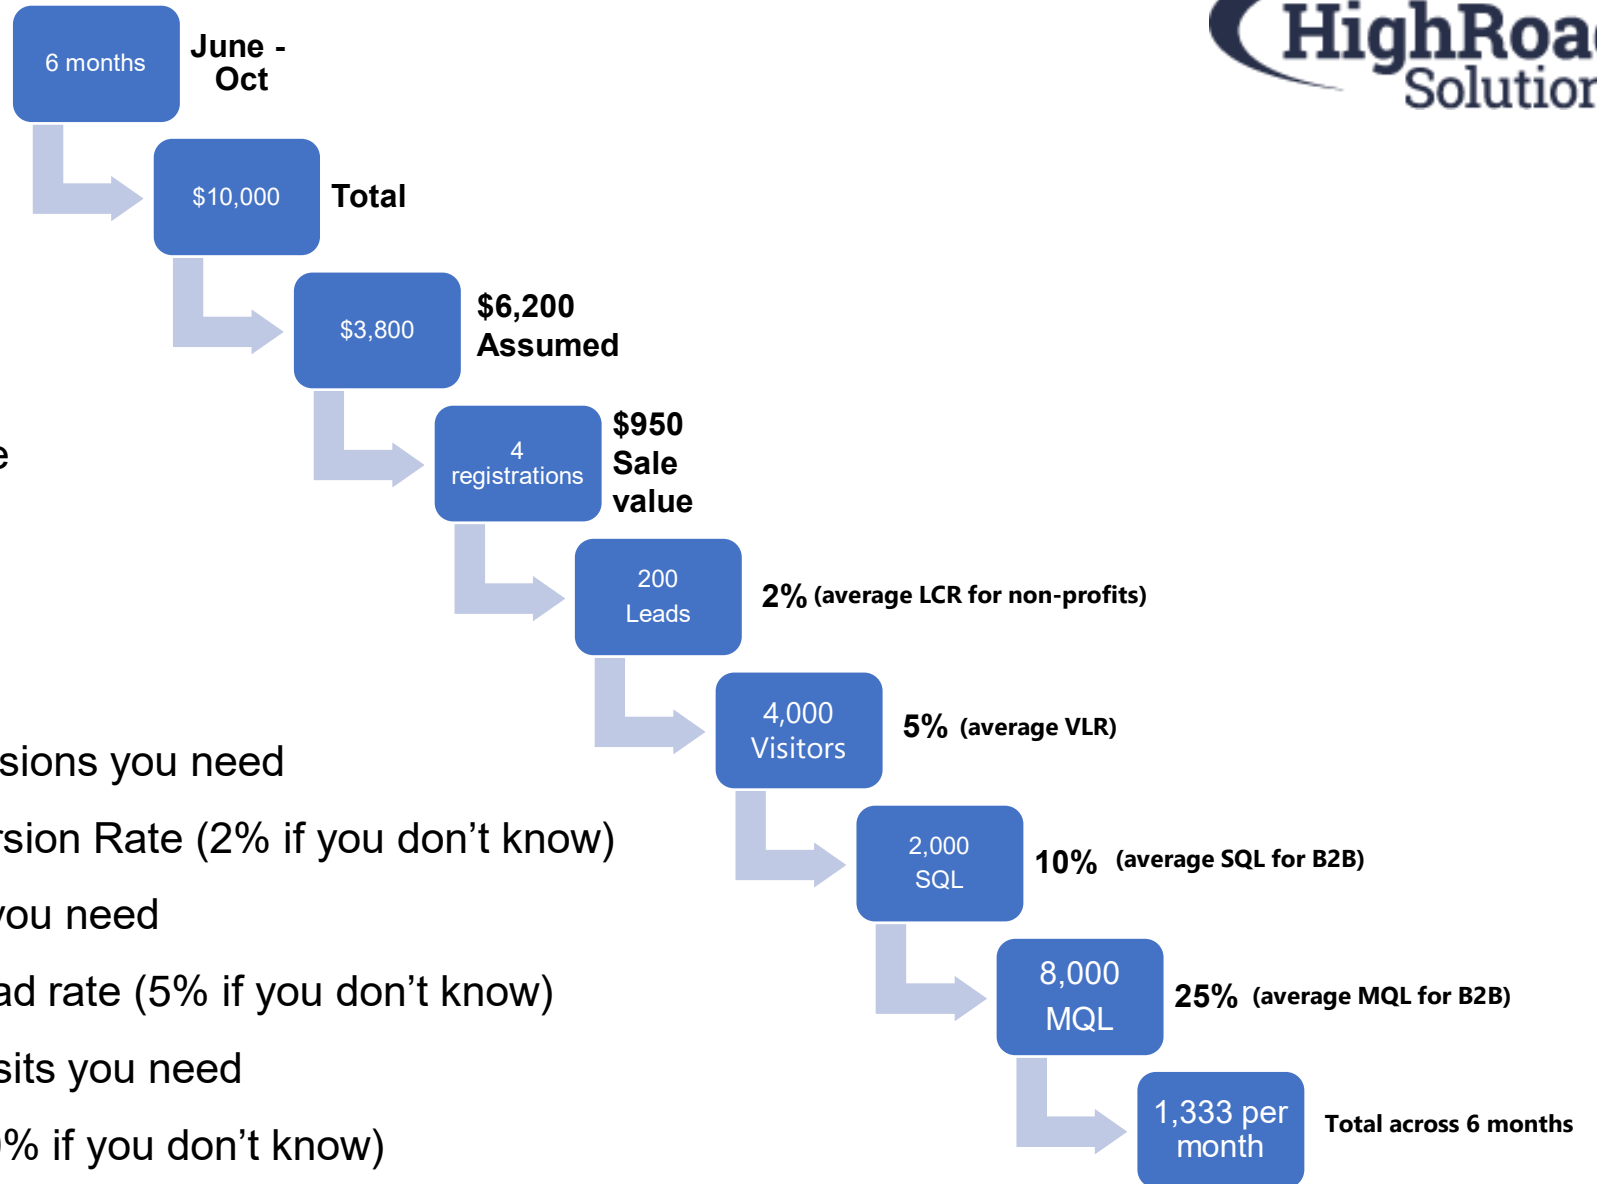 HighRoa
Solution
6 months
June -
Oct
$10,000
Total
$3,800
$6,200
Assumed
4
registrations
$950
Sale
value
e
200
Leads
2% (average LCR for non-profits)
4,000
Visitors
5% (average VLR)
sions you need
rsion Rate (2% if you don’t know)
2,000
SQL
10% (average SQL for B2B)
you need
ad rate (5% if you don’t know)
8,000
MQL
25% (average MQL for B2B)
sits you need
% if you don’t know)
1,333 per
month
Total across 6 months